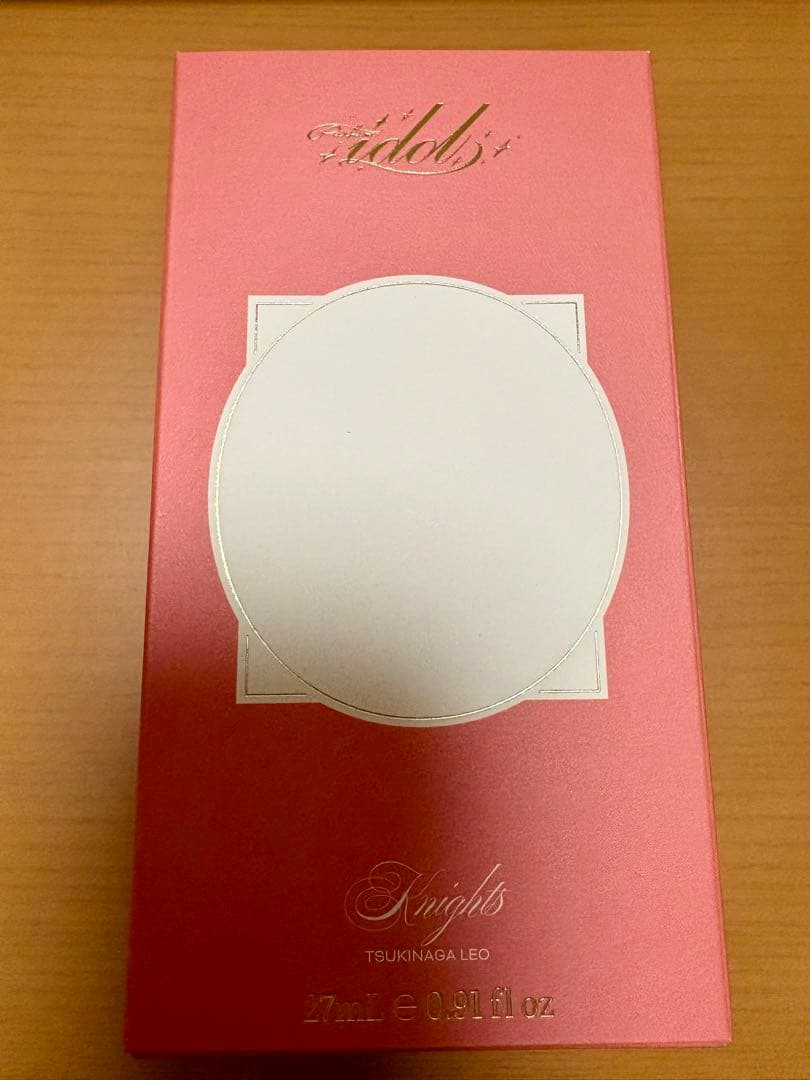 idol
Knights
TSUKINAGA LEO
27mL ℮ 0.91 fl oz